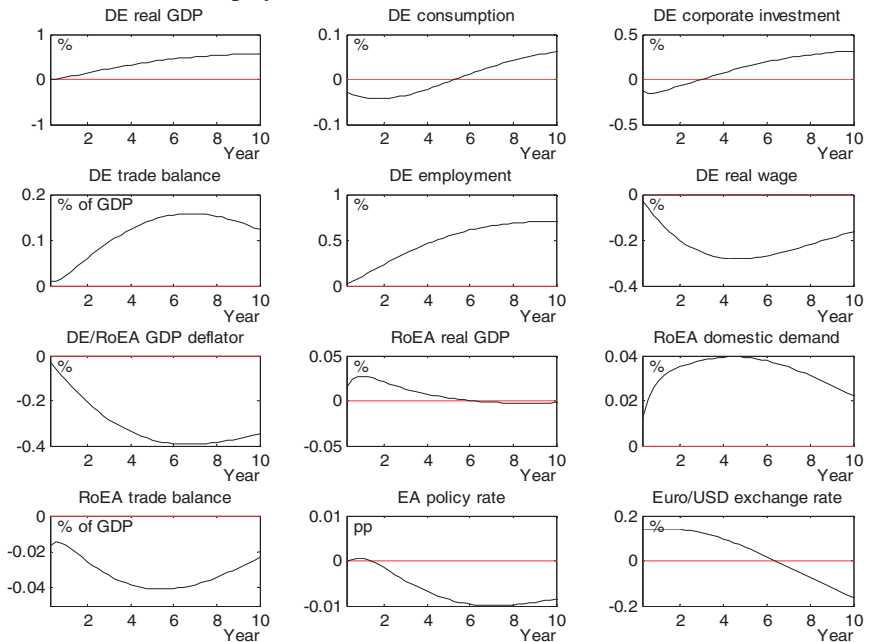 DE real GDP
DE consumption
DE corporate investment
1
%
0
-1
2 4 6 8 10
Year
0.1
%
0
-0.1
2 4 6 8 10
Year
0.5
%
0
-0.5
2 4 6 8 10
Year
DE trade balance
DE employment
DE real wage
0.2
% of GDP
0.1
0
2 4 6 8 10
Year
1
%
0.5
0
2 4 6 8 10
Year
0
%
-0.2
-0.4
2 4 6 8 10
Year
DE/RoEA GDP deflator
RoEA real GDP
RoEA domestic demand
0
%
-0.2
-0.4
2 4 6 8 10
Year
0.05
%
0
-0.05
2 4 6 8 10
Year
0.04
%
0.02
0
2 4 6 8 10
Year
RoEA trade balance
EA policy rate
Euro/USD exchange rate
0
% of GDP
-0.02
-0.04
2 4 6 8 10
Year
0.01
pp
0
-0.01
2 4 6 8 10
Year
0.2
%
0
-0.2
2 4 6 8 10
Year